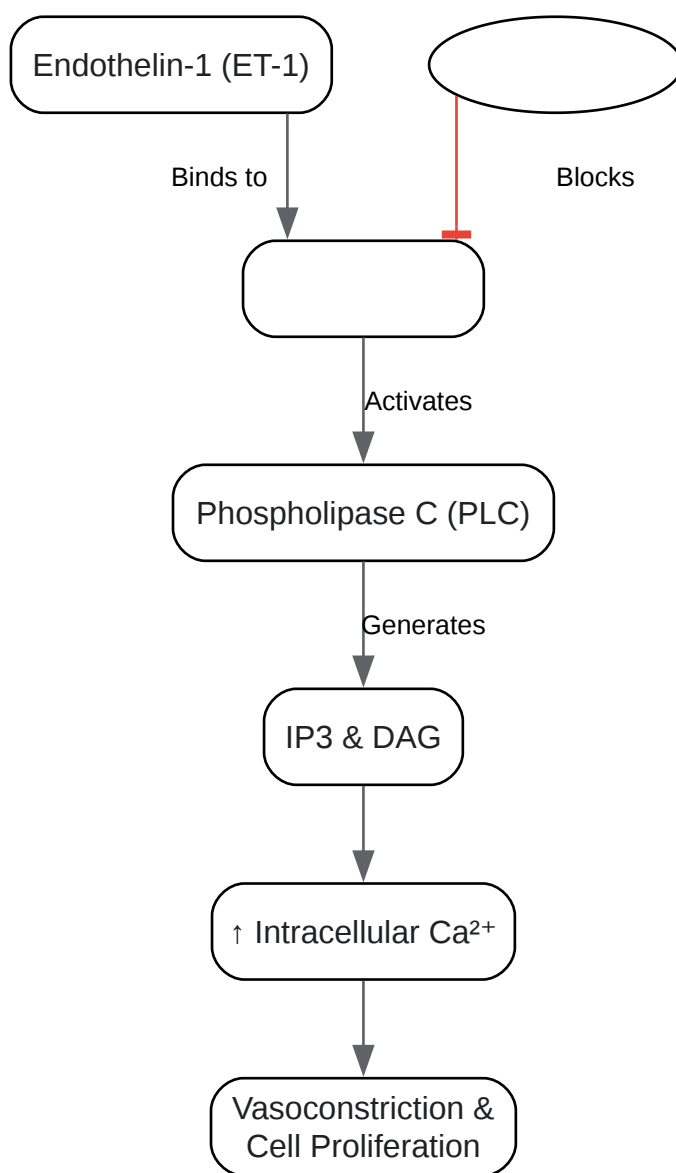 Endothelin-1 (ET-1)
Binds to
Blocks
Activates
Phospholipase C (PLC)
Generates
IP3 & DAG
↑ Intracellular Ca²⁺
Vasoconstriction &
Cell Proliferation